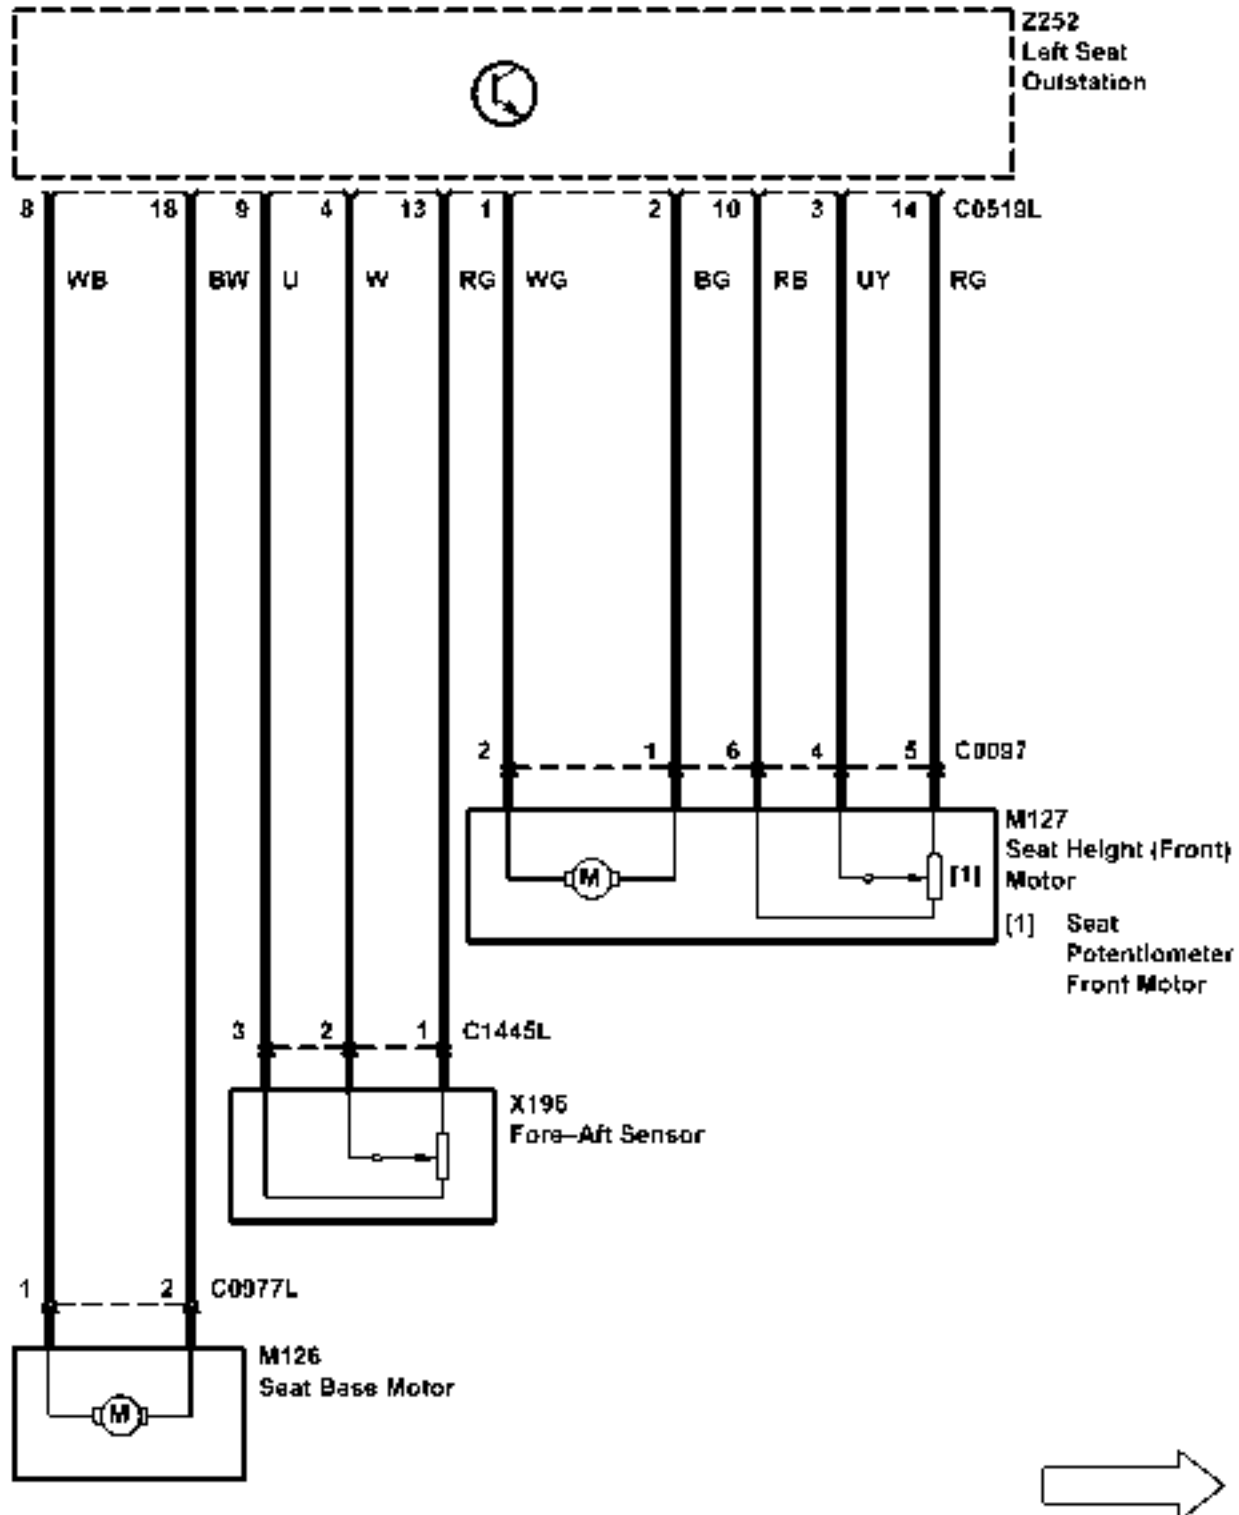 Z252
Left Seat
Outstation
8 18 9 4 13 1 2 10 3 14 C0519L
WB BW U W RG WG BG RB UY RG
2 1 6 4 5 C0097
M127
Seat Height (Front)
Motor
M [1]
[1] Seat
Potentiometer
Front Motor
3 2 1 C1445L
X196
Fore-Aft Sensor
1 2 C0977L
M126
Seat Base Motor
M